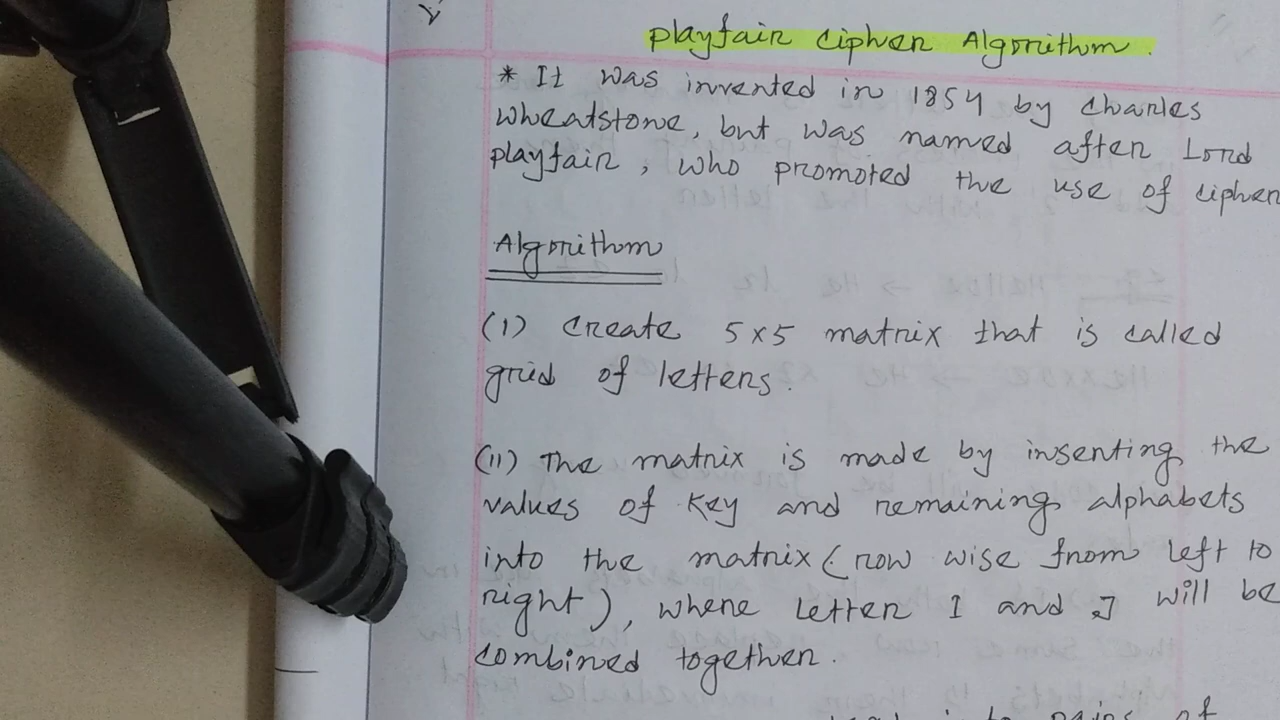 Playfair Cipher Algorithm.
* It was invented in 1854 by Charles
Wheatstone, but was named after Lord
playfair, who promoted the use of cipher
Algorithm
(I) Create 5x5 matrix that is called
grid of letters.
(II) The matrix is made by inserting the
values of key and remaining alphabets
into the matrix (row wise from left to
right), where letter I and J will be
combined together.
into pairs of